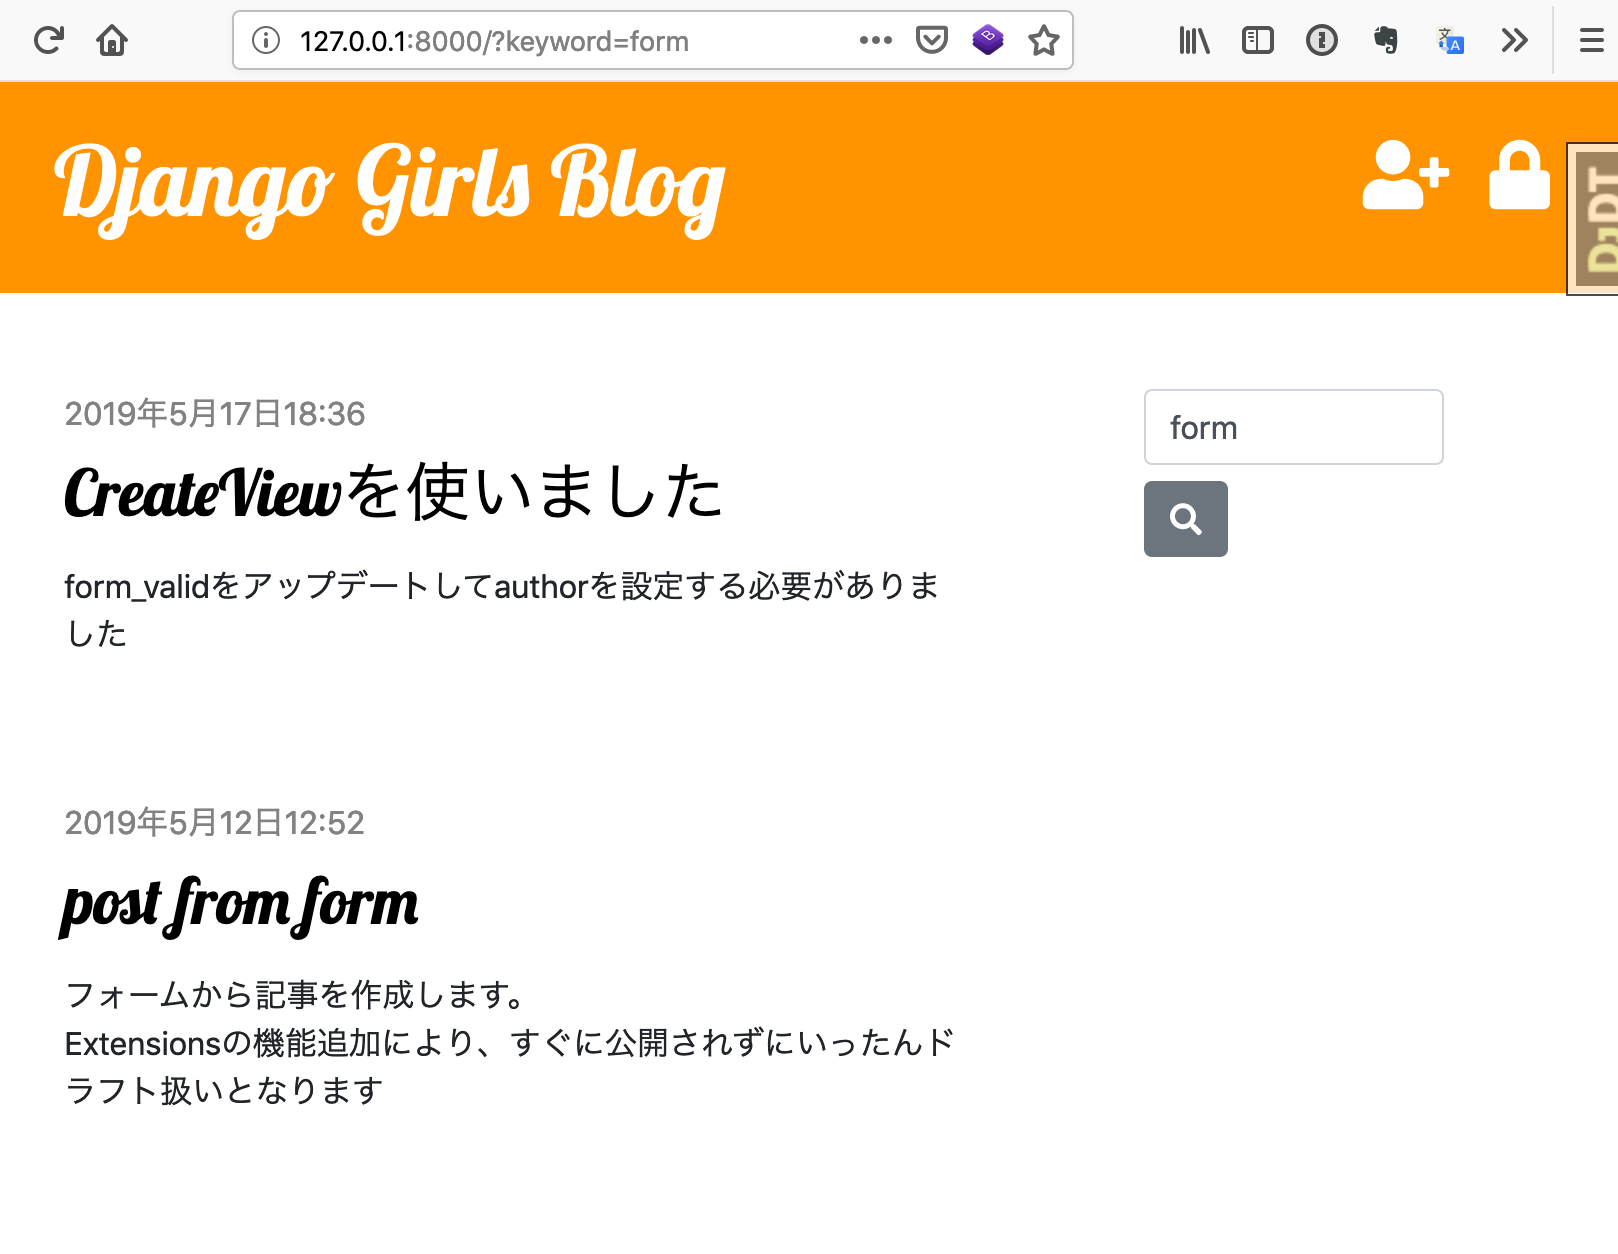 127.0.0.1:8000/?keyword=form
Django Girls Blog
DJDT
2019年5月17日18:36
form
CreateViewを使いました
form_validをアップデートしてauthorを設定する必要がありま
した
2019年5月12日12:52
post from form
フォームから記事を作成します。
Extensionsの機能追加により、すぐに公開されずにいったんド
ラフト扱いとなります